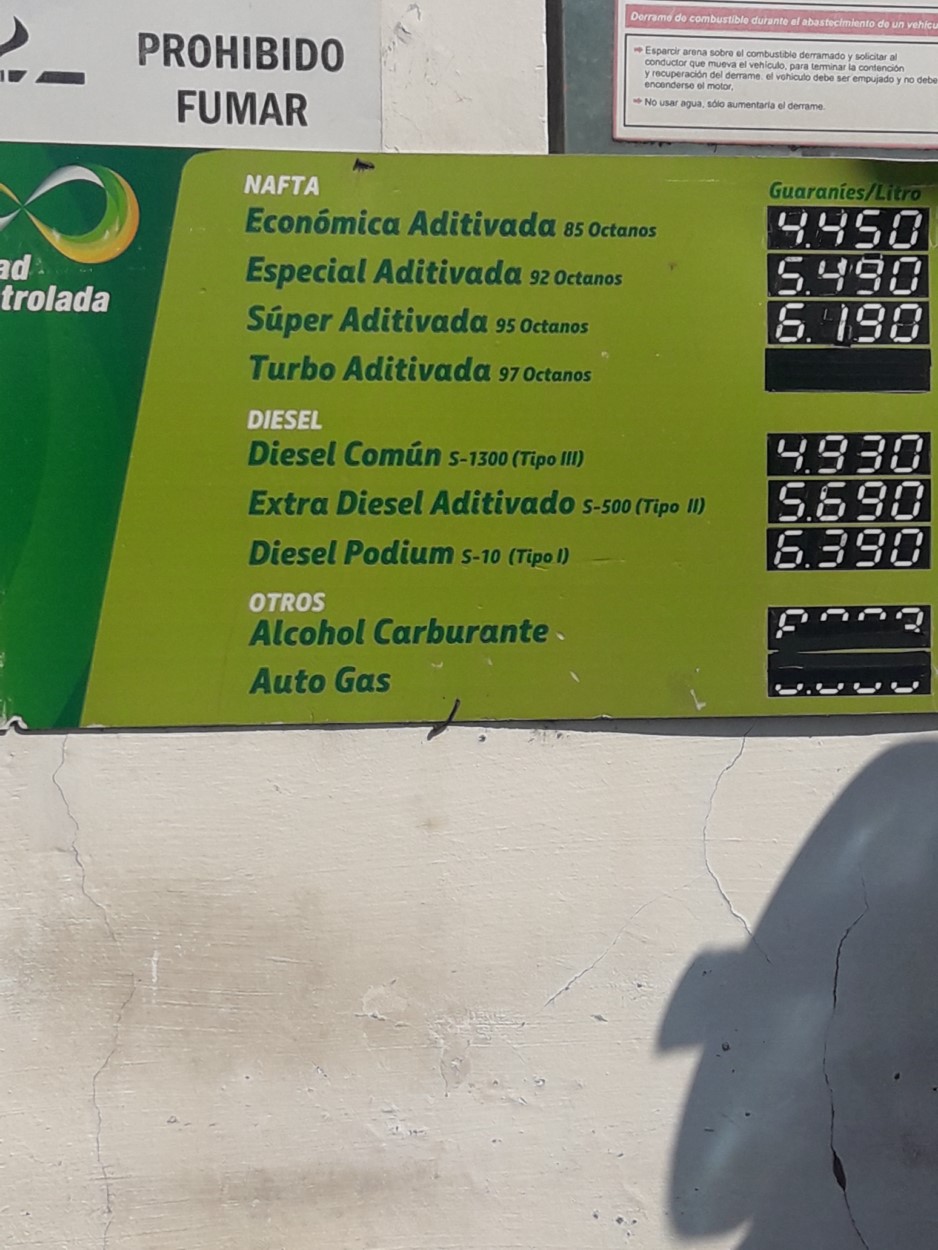 PROHIBIDO
FUMAR
Derrame de combustible durante el abastecimiento de un vehícu
Esparcir arena sobre el combustible derramado y solicitar al
conductor que mueva el vehículo, para terminar la contención
y recuperación del derrame. el vehículo debe ser empujado y no debe
encenderse el motor.
No usar agua, sólo aumentaría el derrame.
ad
trolada
NAFTA Guaraníes/Litro
Económica Aditivada 85 Octanos 4.450
Especial Aditivada 92 Octanos 5.490
Súper Aditivada 95 Octanos 6.190
Turbo Aditivada 97 Octanos
DIESEL
Diesel Común S-1300 (Tipo III) 4.930
Extra Diesel Aditivado S-500 (Tipo II) 5.690
Diesel Podium S-10 (Tipo I) 6.390
OTROS
Alcohol Carburante
Auto Gas